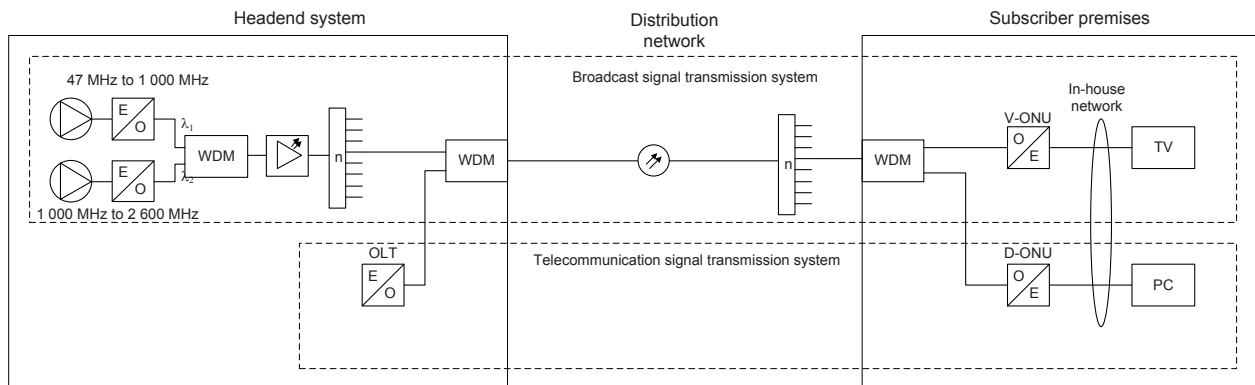 Headend system
Distribution
network
Subscriber premises
Broadcast signal transmission system
47 MHz to 1 000 MHz
E
O
λ1
WDM
n
WDM
E
O
λ2
1 000 MHz to 2 600 MHz
n
WDM
V-ONU
O
E
In-house
network
TV
OLT
E
O
Telecommunication signal transmission system
D-ONU
O
E
PC